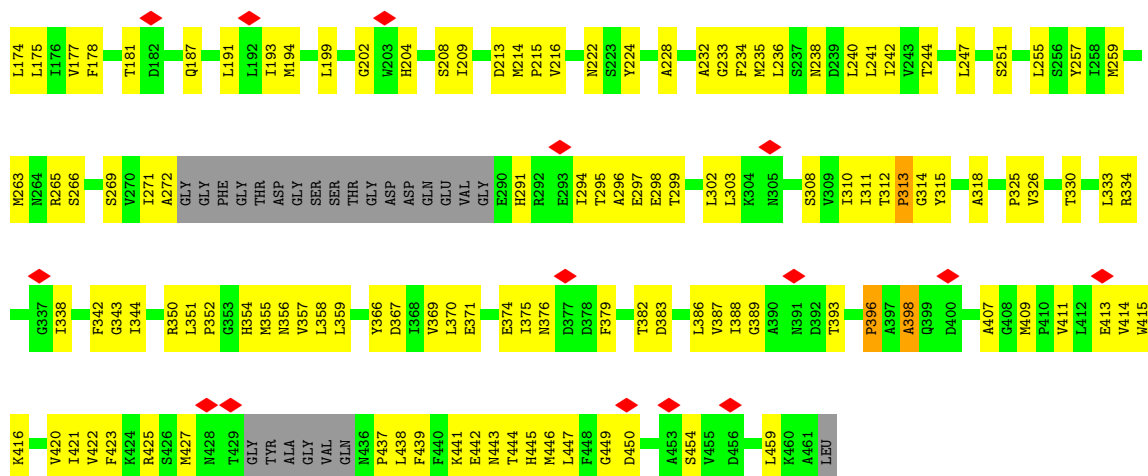 L174 L175 I176 V177 F178 T181 D182 Q187 L191 L192 I193 M194 L199 G202 W203 H204 S208 I209 D213 M214 P215 V216 N222 S223 Y224 A228 A232 G233 F234 M235 L236 S237 N238 D239 L240 L241 I242 V243 T244 L247 S251 L255 S256 Y257 I258 M259
M263 N264 R265 S266 S269 V270 I271 A272 GLY GLY PHE GLY THR ASP GLY SER SER THR GLY ASP ASP GLN GLU VAL GLY E290 H291 R292 E293 I294 T295 A296 E297 E298 T299 L302 L303 K304 N305 S308 V309 I310 I311 T312 P313 G314 Y315 A318 P325 V326 T330 L333 R334
G337 I338 F342 G343 I344 R350 L351 P352 G353 H354 M355 N356 V357 L358 L359 Y366 D367 I368 V369 L370 E371 E374 I375 N376 D377 D378 F379 T382 D383 L386 V387 I388 G389 A390 N391 D392 T393 P396 A397 A398 Q399 D400 A407 G408 M409 P410 V411 L412 E413 V414 W415
K416 V420 I421 V422 F423 K424 R425 S426 M427 N428 T429 GLY TYR ALA GLY VAL GLN N436 P437 L438 F439 F440 K441 E442 N443 T444 H445 M446 L447 F448 G449 D450 A453 S454 V455 D456 L459 K460 A461 LEU